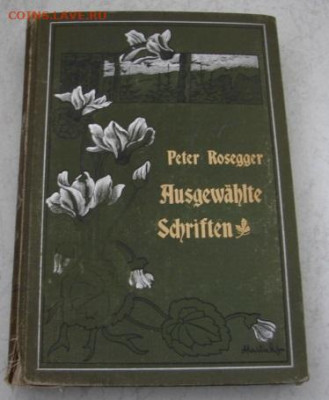 COINS.LAVE.RU
Peter Rosegger
Ausgewählte
Schriften